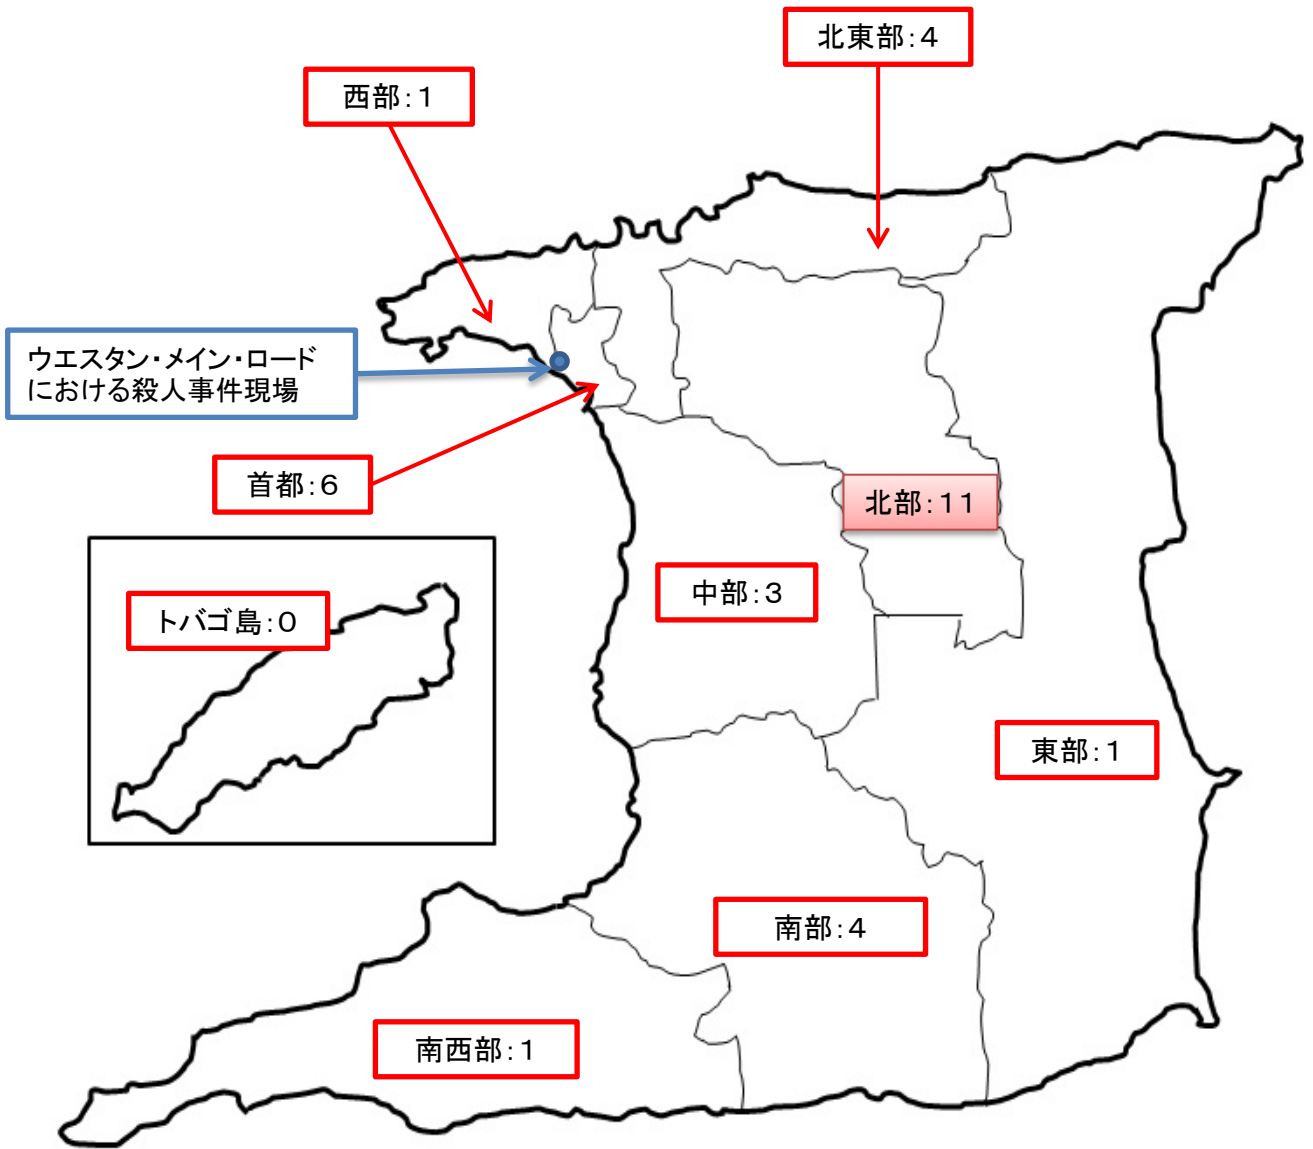 北東部：4
西部：1
ウエスタン・メイン・ロード
における殺人事件現場
首都：6
北部：11
中部：3
トバゴ島：0
東部：1
南部：4
南西部：1